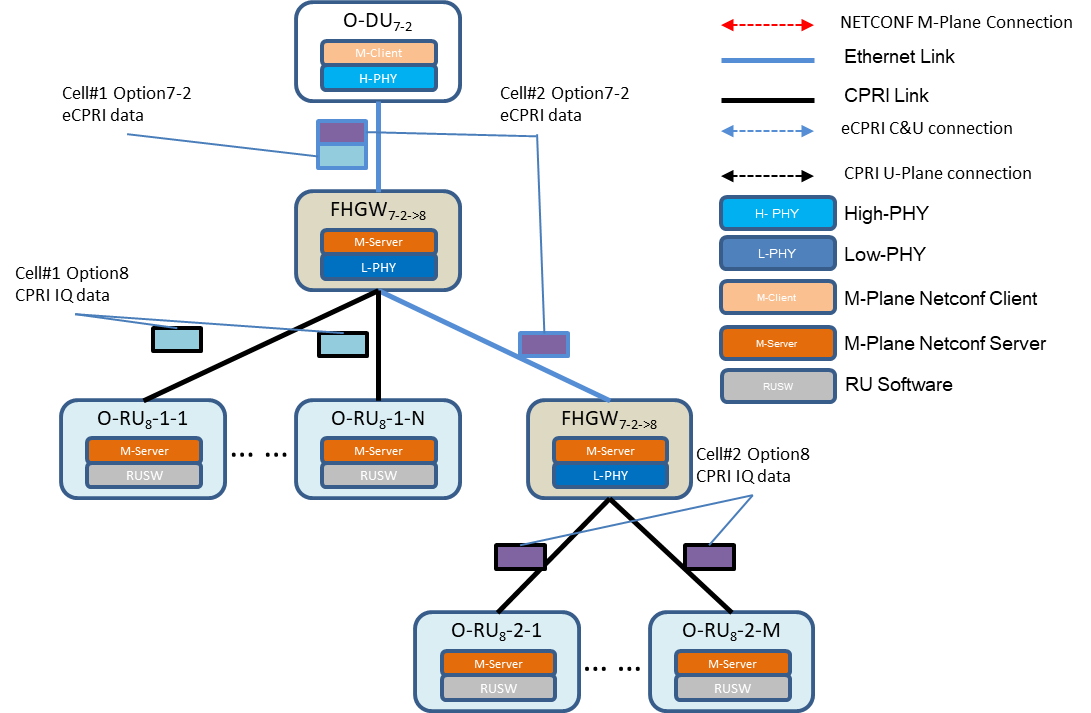 O-DU7-2
M-Client
H-PHY
Cell#1 Option7-2
eCPRI data
Cell#2 Option7-2
eCPRI data
FHGW7-2->8
M-Server
L-PHY
Cell#1 Option8
CPRI IQ data
O-RU8-1-1
M-Server
RUSW
... ...
O-RU8-1-N
M-Server
RUSW
FHGW7-2->8
M-Server
L-PHY
Cell#2 Option8
CPRI IQ data
O-RU8-2-1
M-Server
RUSW
... ...
O-RU8-2-M
M-Server
RUSW
NETCONF M-Plane Connection
Ethernet Link
CPRI Link
eCPRI C&U connection
CPRI U-Plane connection
H- PHY
High-PHY
L-PHY
Low-PHY
M-Client
M-Plane Netconf Client
M-Server
M-Plane Netconf Server
RUSW
RU Software